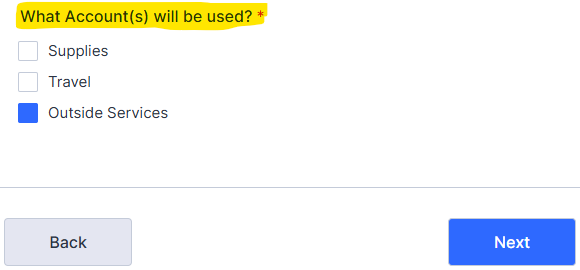 What Account(s) will be used? *
Supplies
Travel
Outside Services
Back
Next